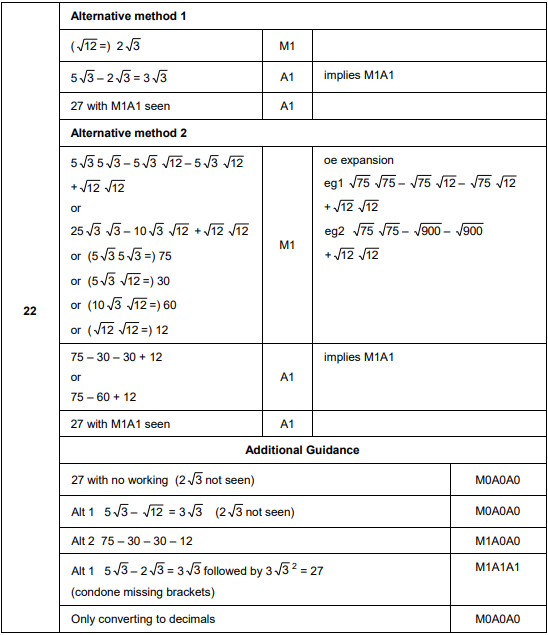 Alternative method 1
(√12 =) 2√3 M1
5√3 – 2√3 = 3√3 A1 implies M1A1
27 with M1A1 seen A1
Alternative method 2
5√3 5√3 – 5√3 √12 – 5√3 √12
+ √12 √12
or
25√3 √3 – 10√3 √12 + √12 √12
or (5√3 5√3 =) 75
or (5√3 √12 =) 30
or (10√3 √12 =) 60
or (√12 √12 =) 12
M1
oe expansion
eg1 √75 √75 – √75 √12 – √75 √12
+ √12 √12
eg2 √75 √75 – √900 – √900
+ √12 √12
22
75 – 30 – 30 + 12
or
75 – 60 + 12
A1
implies M1A1
27 with M1A1 seen A1
Additional Guidance
27 with no working (2√3 not seen) M0A0A0
Alt 1 5√3 – √12 = 3√3 (2√3 not seen) M0A0A0
Alt 2 75 – 30 – 30 – 12 M1A0A0
Alt 1 5√3 – 2√3 = 3√3 followed by 3√3 ² = 27 M1A1A1
(condone missing brackets)
Only converting to decimals M0A0A0